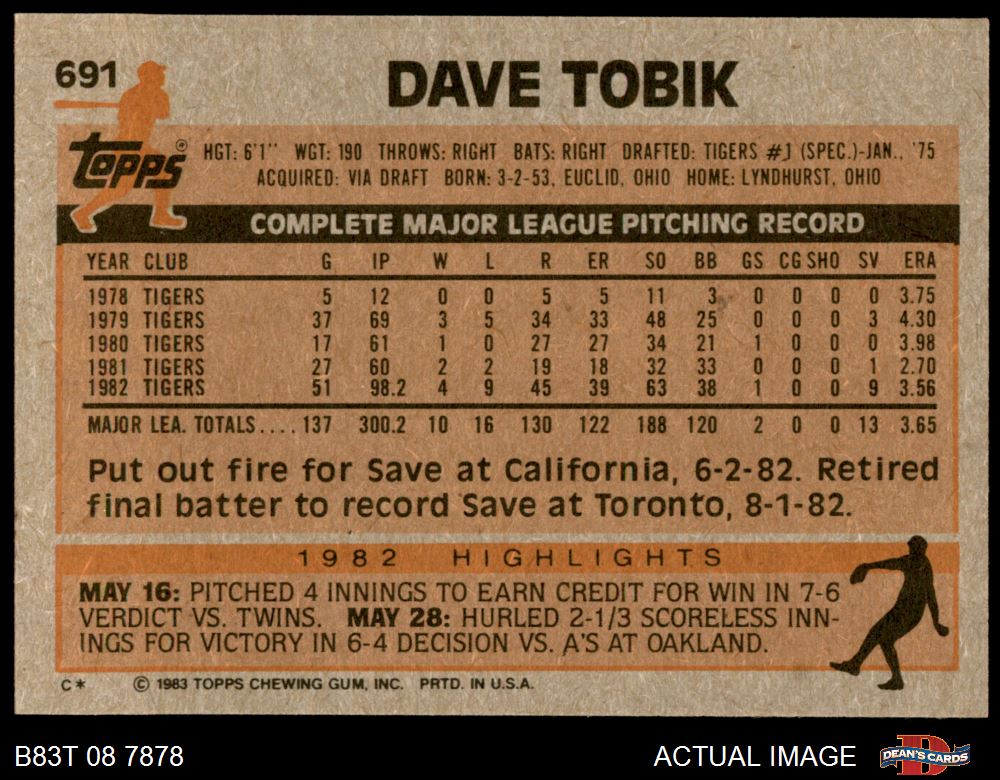 691
DAVE TOBIK
Topps®
HGT: 6'1" WGT: 190 THROWS: RIGHT BATS: RIGHT DRAFTED: TIGERS #1 (SPEC.)-JAN., '75
ACQUIRED: VIA DRAFT BORN: 3-2-53, EUCLID, OHIO HOME: LYNDHURST, OHIO
COMPLETE MAJOR LEAGUE PITCHING RECORD
YEAR CLUB G IP W L R ER SO BB GS CG SHO SV ERA
1978 TIGERS 5 12 0 0 5 5 11 3 0 0 0 0 3.75
1979 TIGERS 37 69 3 5 34 33 48 25 0 0 0 3 4.30
1980 TIGERS 17 61 1 0 27 27 34 21 1 0 0 0 3.98
1981 TIGERS 27 60 2 2 19 18 32 33 0 0 0 1 2.70
1982 TIGERS 51 98.2 4 9 45 39 63 38 1 0 0 9 3.56
MAJOR LEA. TOTALS.... 137 300.2 10 16 130 122 188 120 2 0 0 13 3.65
Put out fire for Save at California, 6-2-82. Retired
final batter to record Save at Toronto, 8-1-82.
1982 HIGHLIGHTS
MAY 16: PITCHED 4 INNINGS TO EARN CREDIT FOR WIN IN 7-6
VERDICT VS. TWINS. MAY 28: HURLED 2-1/3 SCORELESS INN-
INGS FOR VICTORY IN 6-4 DECISION VS. A'S AT OAKLAND.
C* © 1983 TOPPS CHEWING GUM, INC. PRTD. IN U.S.A.
B83T 08 7878
ACTUAL IMAGE
DEAN'S CARDS